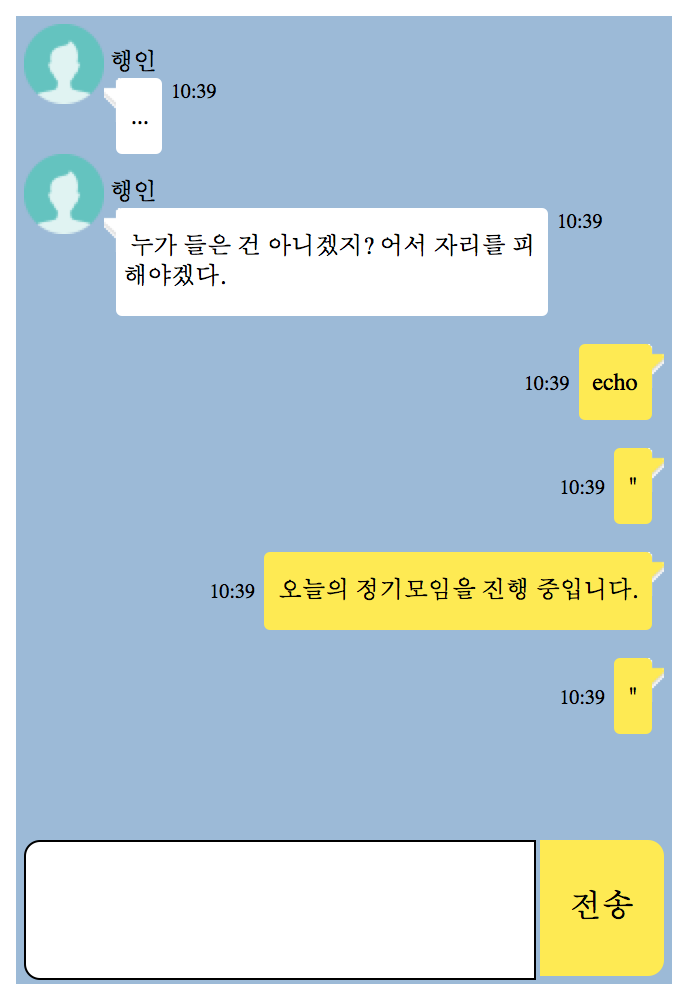 행인
10:39
...
행인
10:39
누가 들은 건 아니겠지? 어서 자리를 피
해야겠다.
10:39 echo
10:39 "
10:39 오늘의 정기모임을 진행 중입니다.
10:39 "
전송